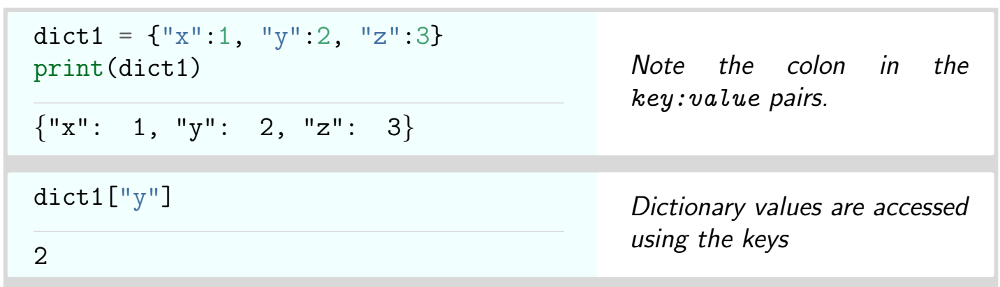 dict1 = {"x":1, "y":2, "z":3}
print(dict1)
{"x": 1, "y": 2, "z": 3}
Note the colon in the
key:value pairs.
dict1["y"]
2
Dictionary values are accessed
using the keys